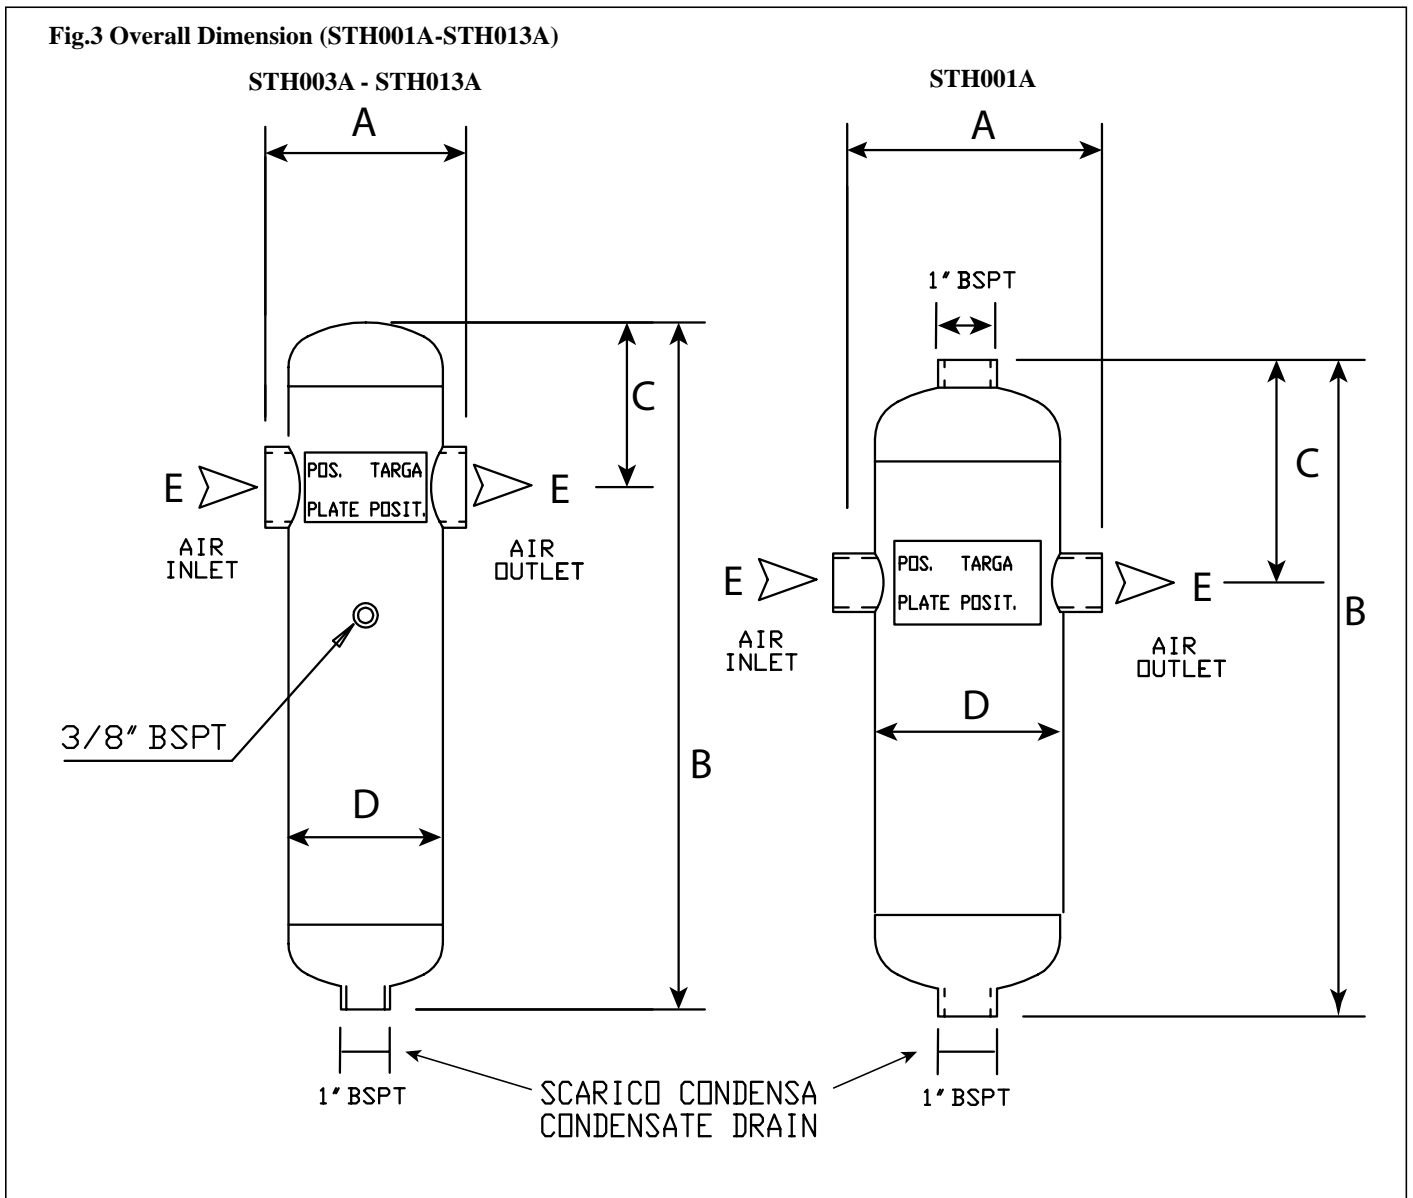 Fig.3 Overall Dimension (STH001A-STH013A)
STH003A - STH013A
A
C
E
POS. TARGA
PLATE POSIT.
E
AIR
INLET
AIR
OUTLET
3/8" BSPT
B
D
1" BSPT
STH001A
A
1" BSPT
C
E
POS. TARGA
PLATE POSIT.
E
AIR
INLET
AIR
OUTLET
B
D
1" BSPT
SCARICO CONDENSA
CONDENSATE DRAIN